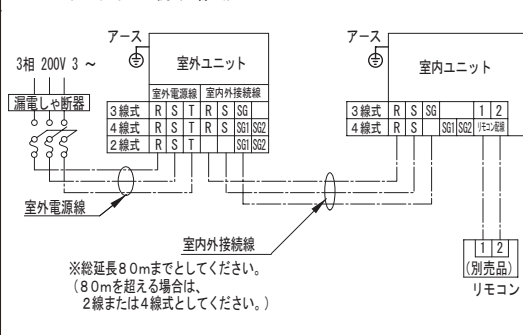 アース
3相 200V 3 ～
漏電しゃ断器
室外ユニット
室外電源線 室内外接続線
3線式 R S T R S SG
4線式 R S T R S SG1 SG2
2線式 R S T SG1 SG2
室外電源線
室内外接続線
※総延長80mまでとしてください。
(80mを超える場合は、
2線または4線式としてください。)
アース
室内ユニット
3線式 R S SG 1 2
4線式 R S SG1 SG2 リモコン配線
1 2
(別売品)
リモコン